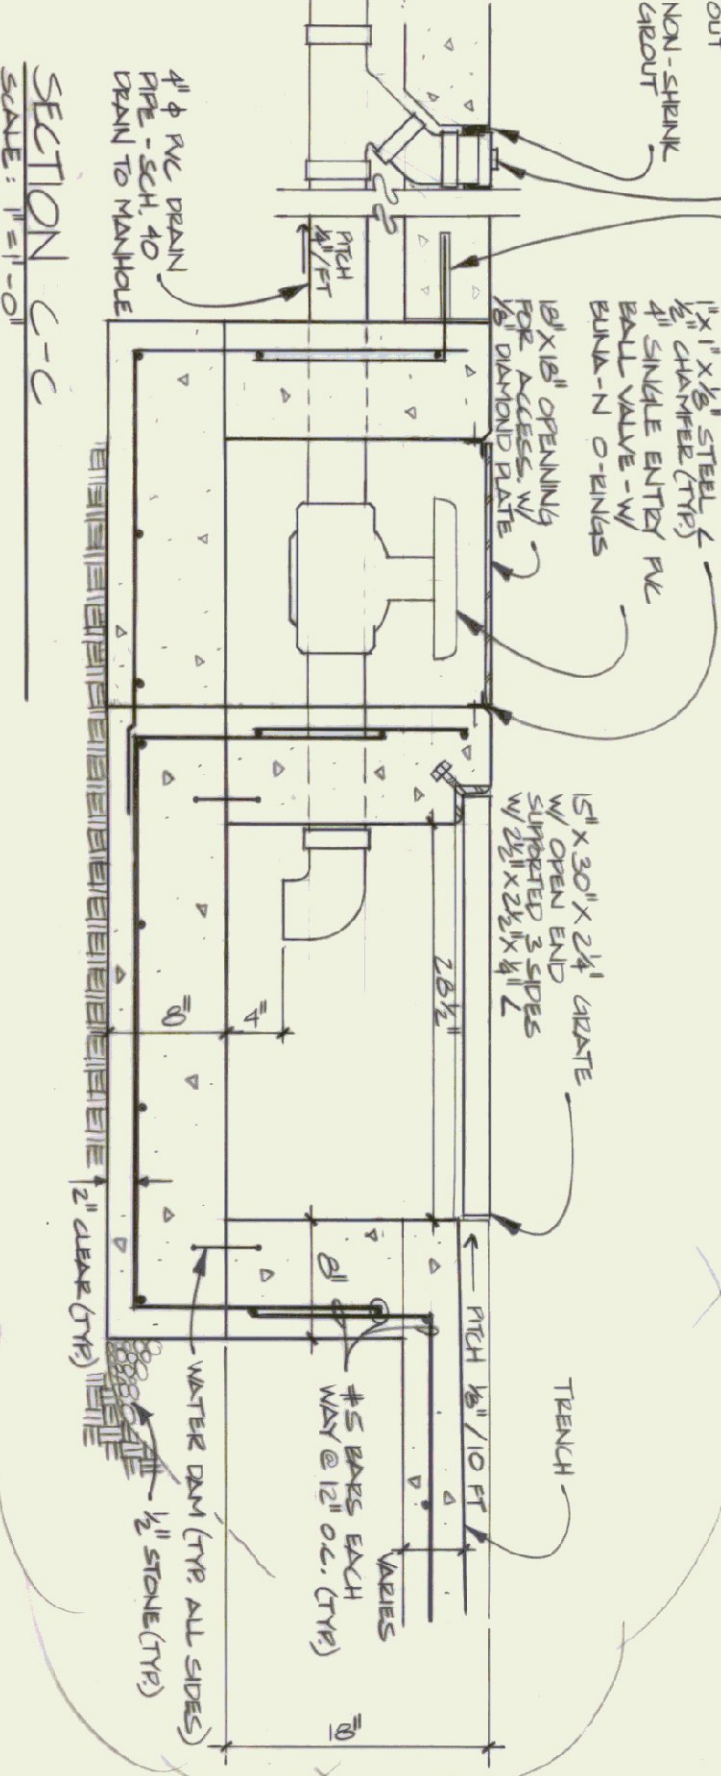 OUT
NON-SHRINK
GROUT
1" X 1" X 1/8" STEEL L
1/2" CHAMFER (TYP.)
4" SINGLE ENTRY PVC
BALL VALVE - W/
BUNA-N O-RINGS
18" X 18" OPENNING
FOR ACCESS. W/
1/8" DIAMOND PLATE
15" X 30" X 2 1/4" GRATE
W/ OPEN END
SUPPORTED 3 SIDES
W/ 2 1/2" X 2 1/2" X 1/4" L
TRENCH
PITCH
1/4"/FT
28 1/2"
← PITCH 1/8"/10 FT
VARIES
4" φ PVC DRAIN
PIPE - SCH. 40
DRAIN TO MANHOLE
8"
4"
8"
18"
#5 BARS EACH
WAY @ 12" O.C. (TYP.)
2" CLEAR (TYP.)
WATER DAM (TYP. ALL SIDES)
1/2" STONE (TYP.)
SECTION C-C
SCALE: 1" = 1'-0"